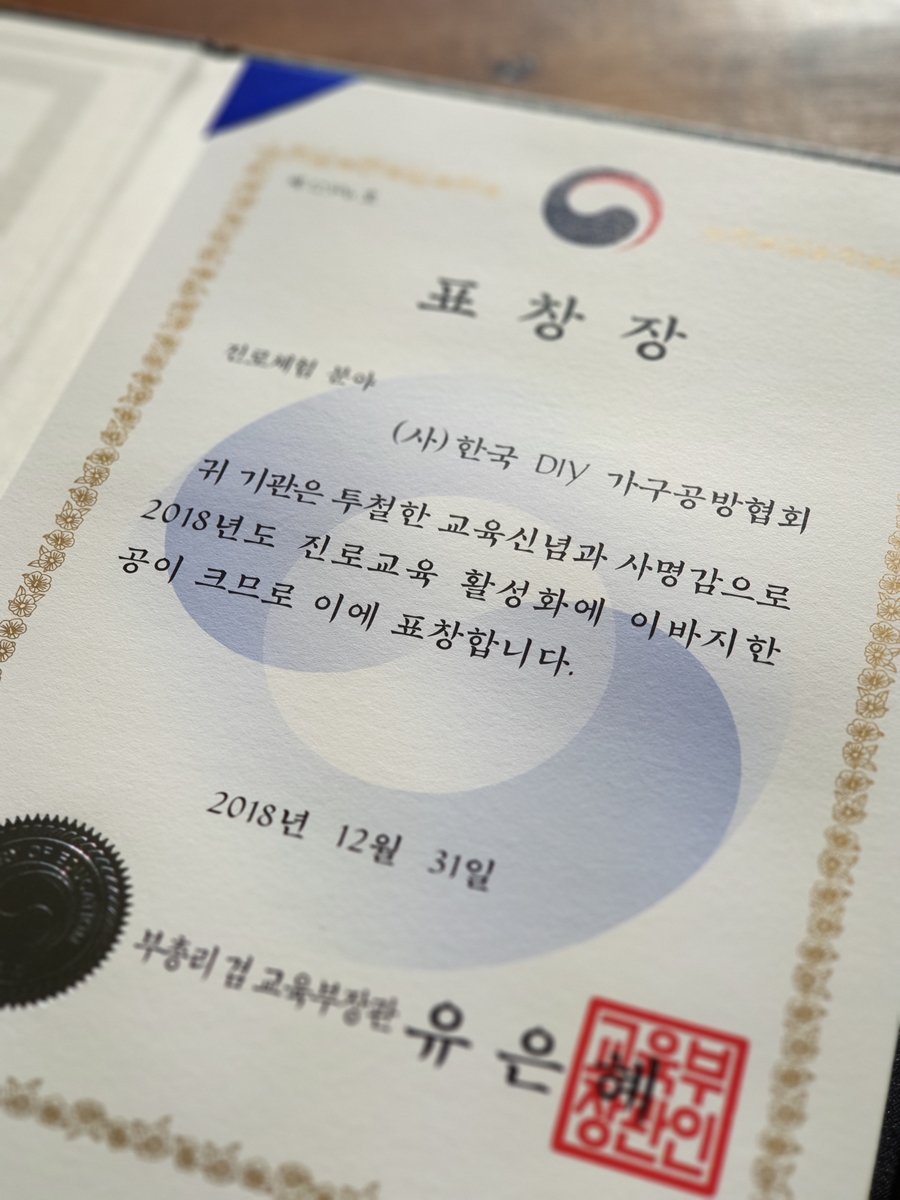 표 창 장
진로체험 분야
(사)한국 DIY 가구공방협회
귀 기관은 투철한 교육신념과 사명감으로
2018년도 진로교육 활성화에 이바지한
공이 크므로 이에 표창합니다.
2018년 12월 31일
부총리 겸 교육부장관 유 은 혜
교육부
장관인